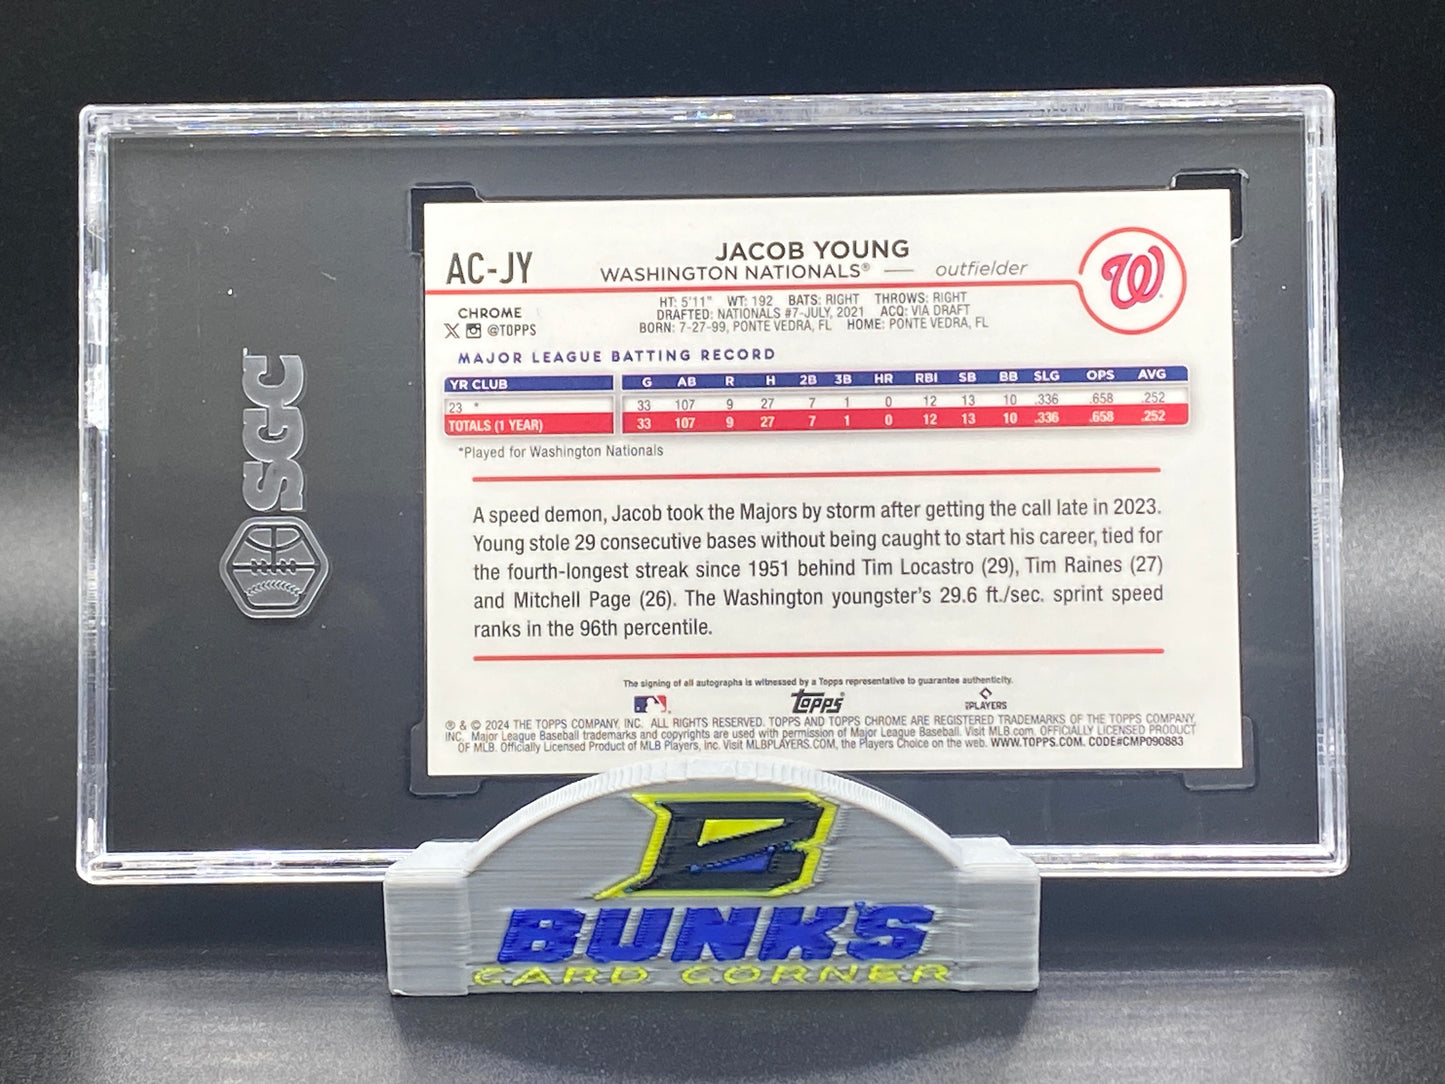 SGC
AC-JY
JACOB YOUNG
WASHINGTON NATIONALS® — outfielder
W
CHROME
X @TOPPS
HT: 5'11" WT: 192 BATS: RIGHT THROWS: RIGHT
DRAFTED: NATIONALS #7-JULY, 2021 ACQ: VIA DRAFT
BORN: 7-27-99, PONTE VEDRA, FL HOME: PONTE VEDRA, FL
MAJOR LEAGUE BATTING RECORD
YR CLUB G AB R H 2B 3B HR RBI SB BB SLG OPS AVG
23 * 33 107 9 27 7 1 0 12 13 10 .336 .658 .252
TOTALS (1 YEAR) 33 107 9 27 7 1 0 12 13 10 .336 .658 .252
*Played for Washington Nationals
A speed demon, Jacob took the Majors by storm after getting the call late in 2023.
Young stole 29 consecutive bases without being caught to start his career, tied for
the fourth-longest streak since 1951 behind Tim Locastro (29), Tim Raines (27)
and Mitchell Page (26). The Washington youngster's 29.6 ft./sec. sprint speed
ranks in the 96th percentile.
The signing of all autographs is witnessed by a Topps representative to guarantee authenticity.
Topps® PLAYERS
® & © 2024 THE TOPPS COMPANY, INC. ALL RIGHTS RESERVED. TOPPS AND TOPPS CHROME ARE REGISTERED TRADEMARKS OF THE TOPPS COMPANY,
INC. Major League Baseball trademarks and copyrights are used with permission of Major League Baseball. Visit MLB.com. OFFICIALLY LICENSED PRODUCT
OF MLB. Officially Licensed Product of MLB Players, Inc. Visit MLBPLAYERS.COM, the Players Choice on the web. WWW.TOPPS.COM. CODE#CMP090883
B
BUNK'S
CARD CORNER